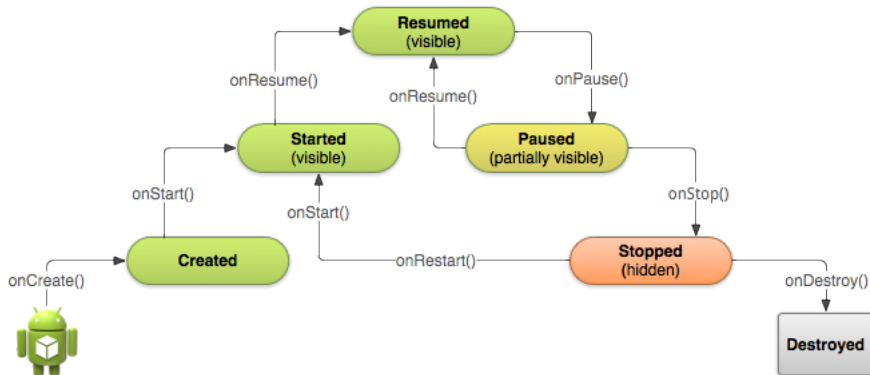 Resumed
(visible)
onResume()
onResume()
onPause()
Started
(visible)
Paused
(partially visible)
onStart()
onStart()
onStop()
onRestart()
Created
Stopped
(hidden)
onCreate()
onDestroy()
Destroyed